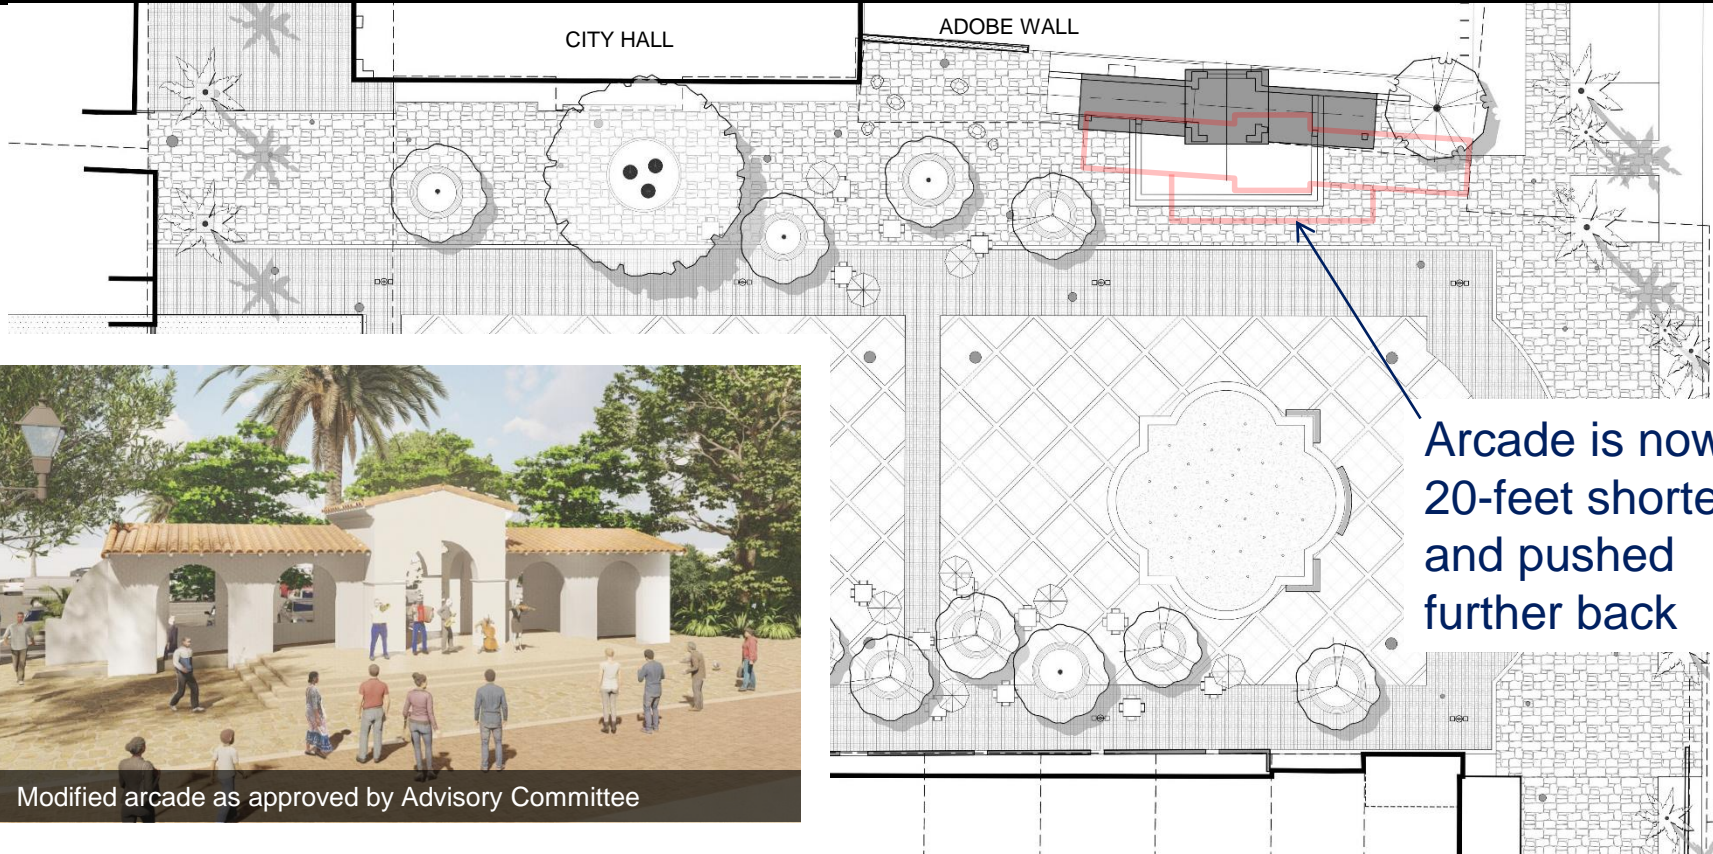 CITY HALL
ADOBE WALL
Arcade is now
20-feet shorte
and pushed
further back
Modified arcade as approved by Advisory Committee